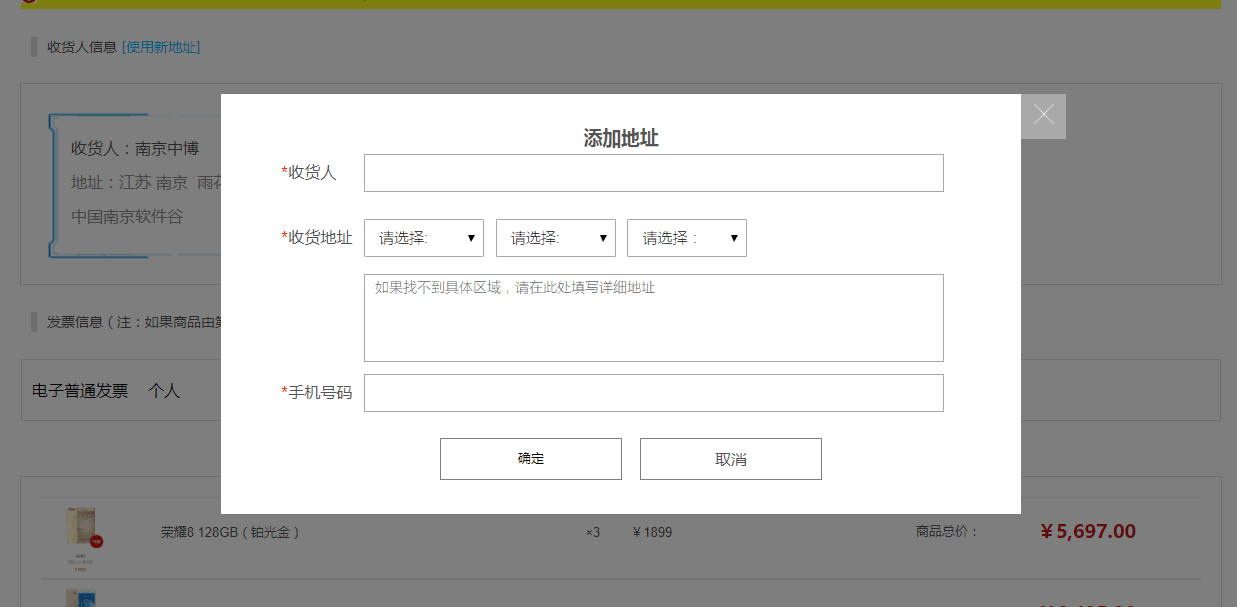 收货人信息 [使用新地址]
添加地址
收货人：南京中博
*收货人
地址：江苏 南京 雨花
中国南京软件谷
*收货地址 请选择: ▼ 请选择: ▼ 请选择： ▼
如果找不到具体区域，请在此处填写详细地址
发票信息（注：如果商品由第
电子普通发票 个人
*手机号码
确定 取消
荣耀8 128GB（铂光金） ×3 ￥1899 商品总价： ￥5,697.00